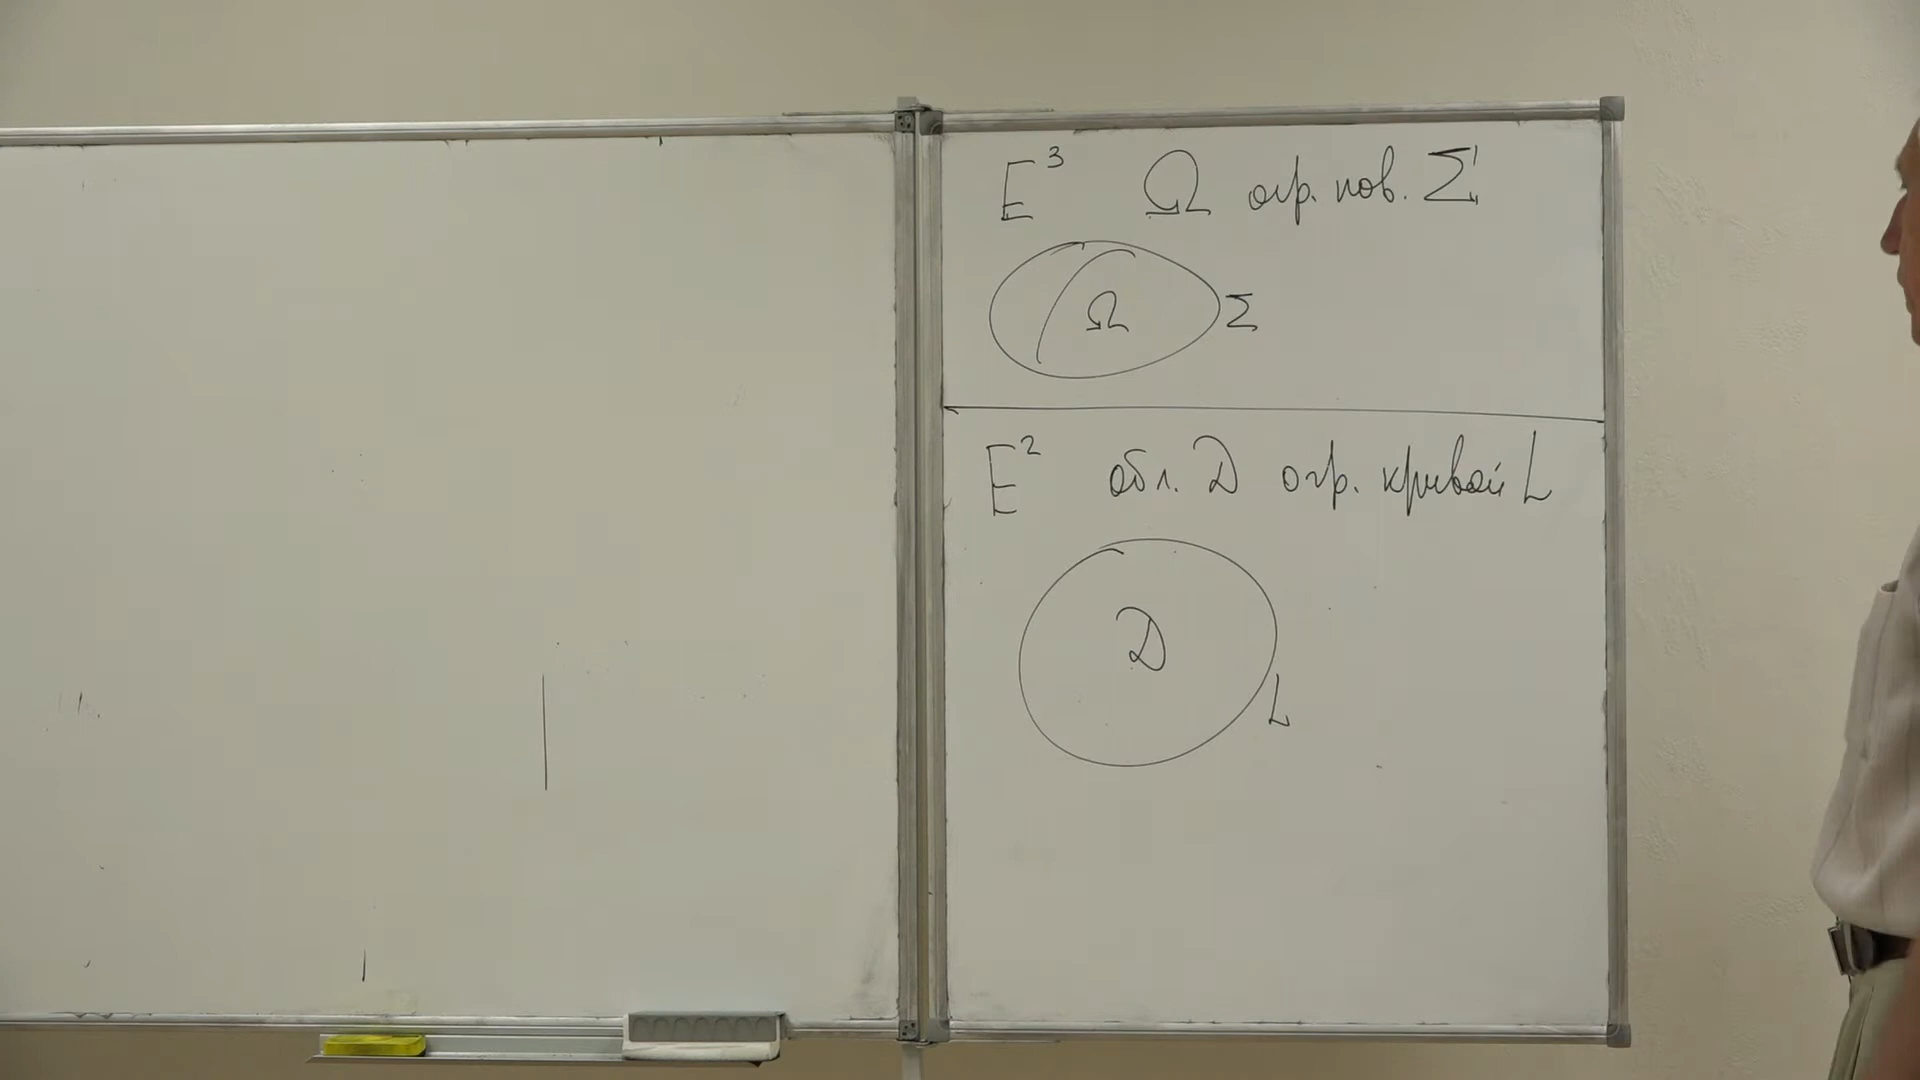 E³ Ω огр. пов. Σ
Ω Σ
E² обл. D огр. кривой L
D
L